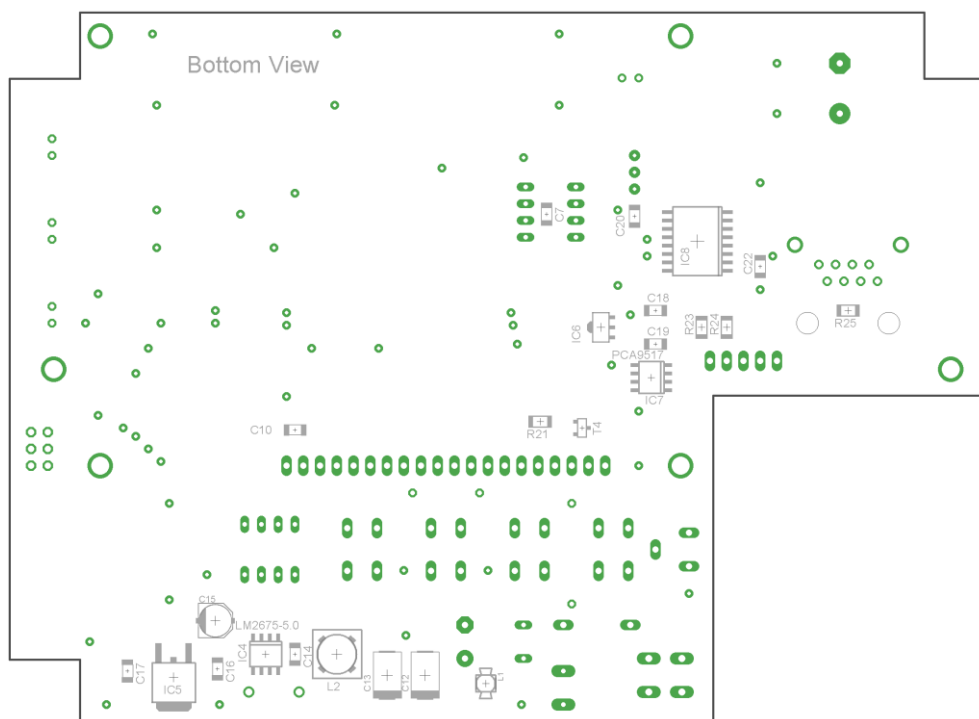 Bottom View
C7
C20
IC8
C22
C18
R23
R24
R25
IC6
C19
PCA9517
IC7
C10
R21
T4
C15
LM2675-5.0
IC4
C14
C17
IC5
C16
L2
C13
C12
L1